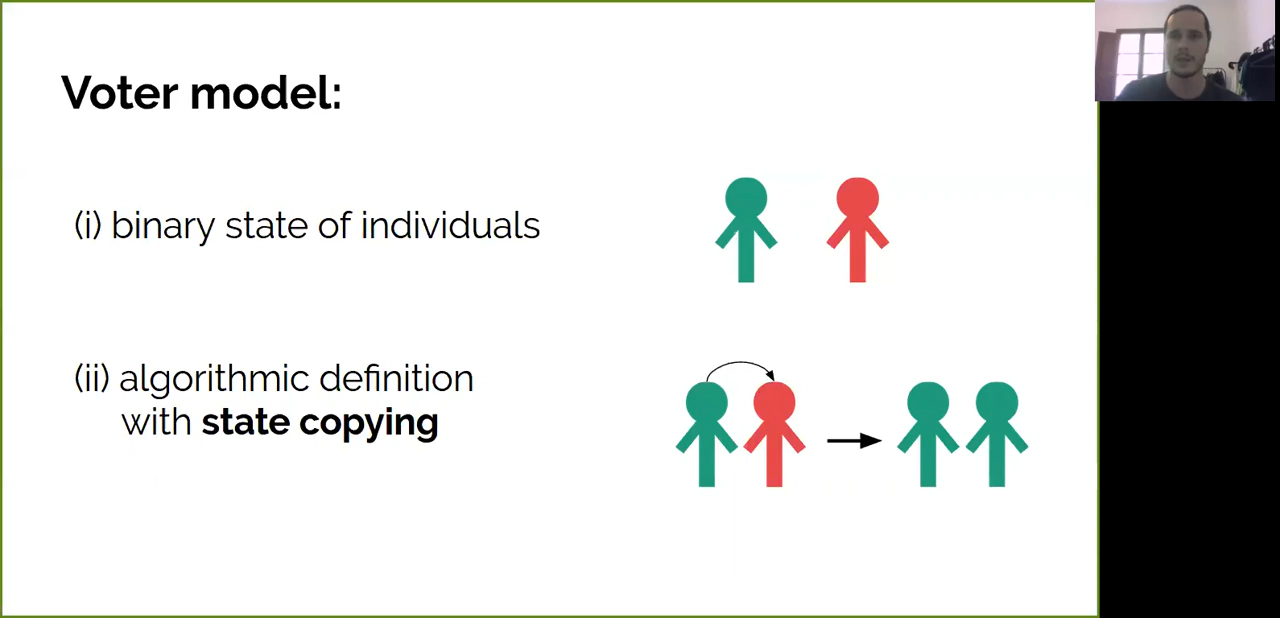 Voter model:
(i) binary state of individuals
(ii) algorithmic definition
with state copying